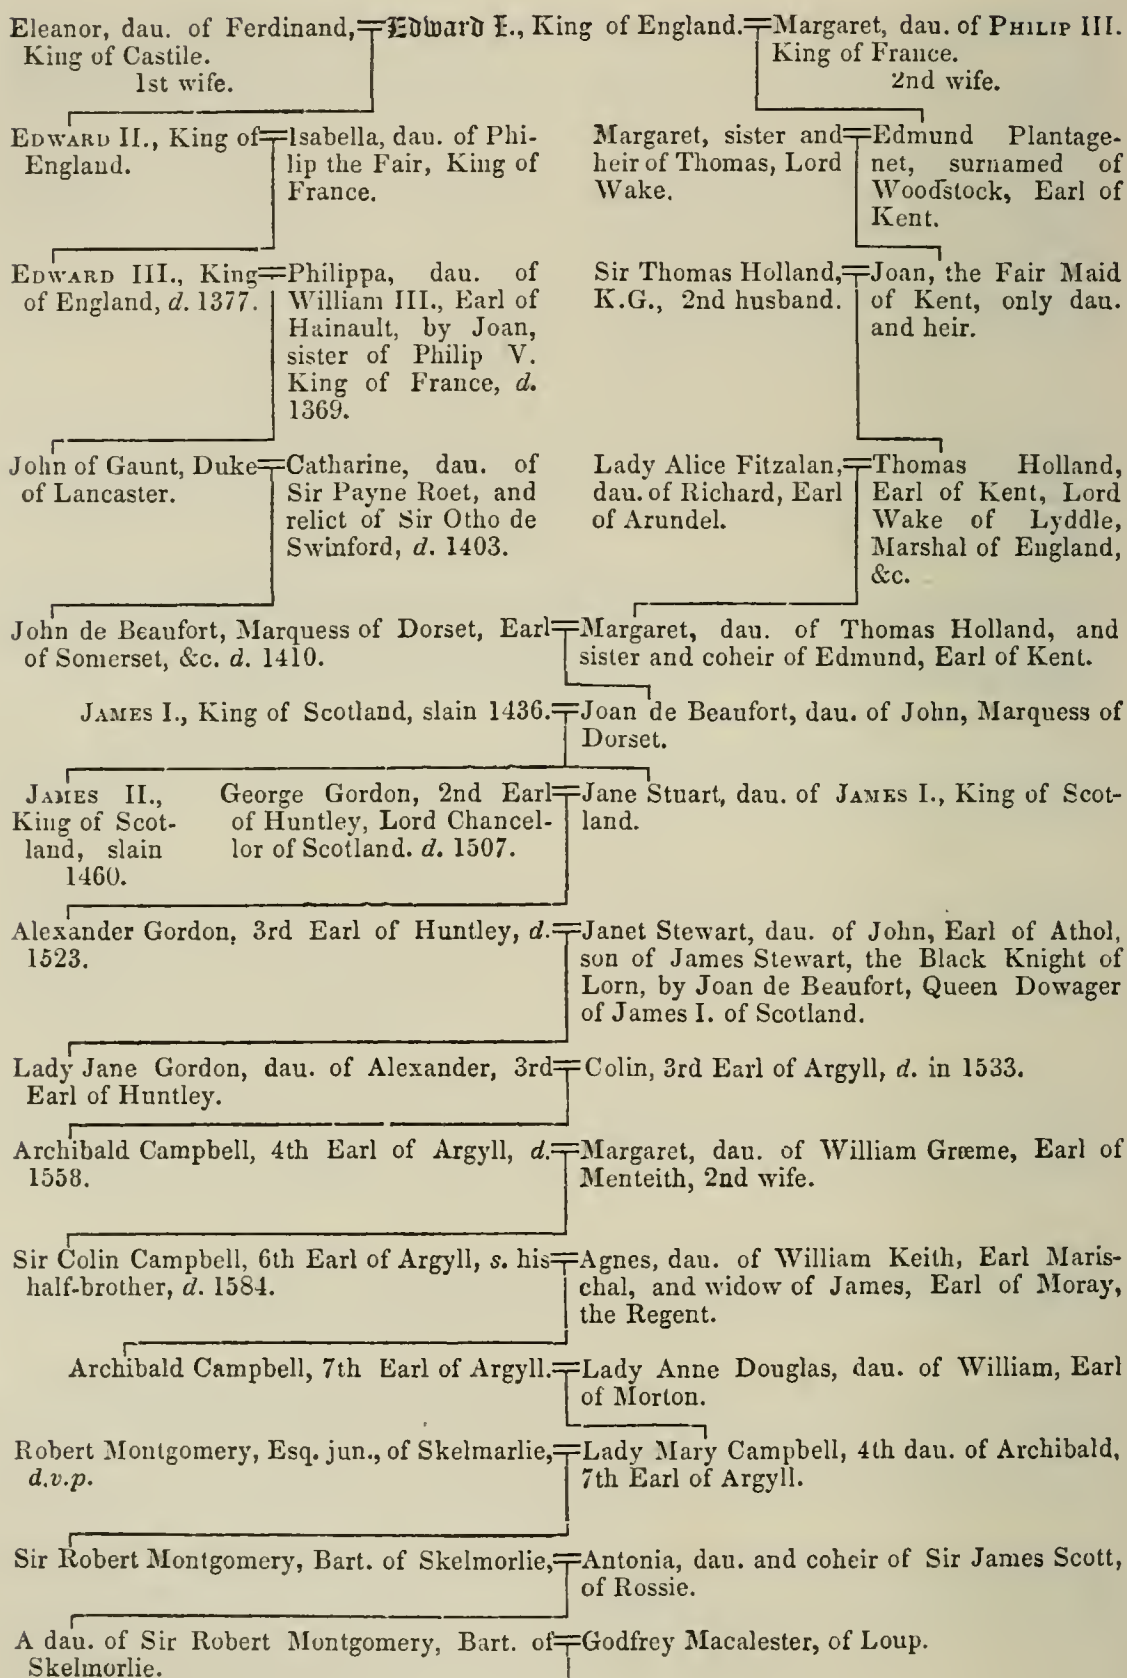 Eleanor, dau. of Ferdinand,
King of Castile.
1st wife.
Edward I., King of England.
Margaret, dau. of PHILIP III.
King of France.
2nd wife.
EDWARD II., King of
England.
Isabella, dau. of Phi-
lip the Fair, King of
France.
Margaret, sister and
heir of Thomas, Lord
Wake.
Edmund Plantage-
net, surnamed of
Woodstock, Earl of
Kent.
EDWARD III., King
of England, d. 1377.
Philippa, dau. of
William III., Earl of
Hainault, by Joan,
sister of Philip V.
King of France, d.
1369.
Sir Thomas Holland,
K.G., 2nd husband.
Joan, the Fair Maid
of Kent, only dau.
and heir.
John of Gaunt, Duke
of Lancaster.
Catharine, dau. of
Sir Payne Roet, and
relict of Sir Otho de
Swinford, d. 1403.
Lady Alice Fitzalan,
dau. of Richard, Earl
of Arundel.
Thomas Holland,
Earl of Kent, Lord
Wake of Lyddle,
Marshal of England,
&c.
John de Beaufort, Marquess of Dorset, Earl
of Somerset, &c. d. 1410.
Margaret, dau. of Thomas Holland, and
sister and coheir of Edmund, Earl of Kent.
JAMES I., King of Scotland, slain 1436.
Joan de Beaufort, dau. of John, Marquess of
Dorset.
JAMES II.,
King of Scot-
land, slain
1460.
George Gordon, 2nd Earl
of Huntley, Lord Chancel-
lor of Scotland. d. 1507.
Jane Stuart, dau. of JAMES I., King of Scot-
land.
Alexander Gordon, 3rd Earl of Huntley, d.
1523.
Janet Stewart, dau. of John, Earl of Athol,
son of James Stewart, the Black Knight of
Lorn, by Joan de Beaufort, Queen Dowager
of James I. of Scotland.
Lady Jane Gordon, dau. of Alexander, 3rd
Earl of Huntley.
Colin, 3rd Earl of Argyll, d. in 1533.
Archibald Campbell, 4th Earl of Argyll, d.
1558.
Margaret, dau. of William Grœme, Earl of
Menteith, 2nd wife.
Sir Colin Campbell, 6th Earl of Argyll, s. his
half-brother, d. 1584.
Agnes, dau. of William Keith, Earl Maris-
chal, and widow of James, Earl of Moray,
the Regent.
Archibald Campbell, 7th Earl of Argyll.
Lady Anne Douglas, dau. of William, Earl
of Morton.
Robert Montgomery, Esq. jun., of Skelmarlie,
d.v.p.
Lady Mary Campbell, 4th dau. of Archibald,
7th Earl of Argyll.
Sir Robert Montgomery, Bart. of Skelmorlie,
Antonia, dau. and coheir of Sir James Scott,
of Rossie.
A dau. of Sir Robert Montgomery, Bart. of
Skelmorlie.
Godfrey Macalester, of Loup.